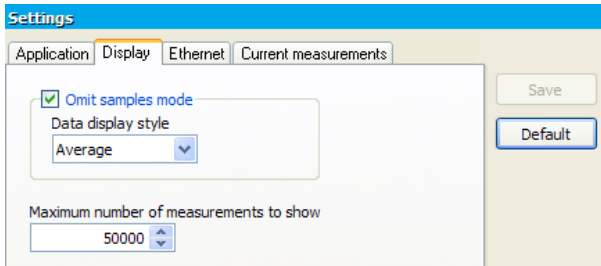 Settings
Application Display Ethernet Current measurements
Omit samples mode
Save
Data display style
Default
Average
Maximum number of measurements to show
50000